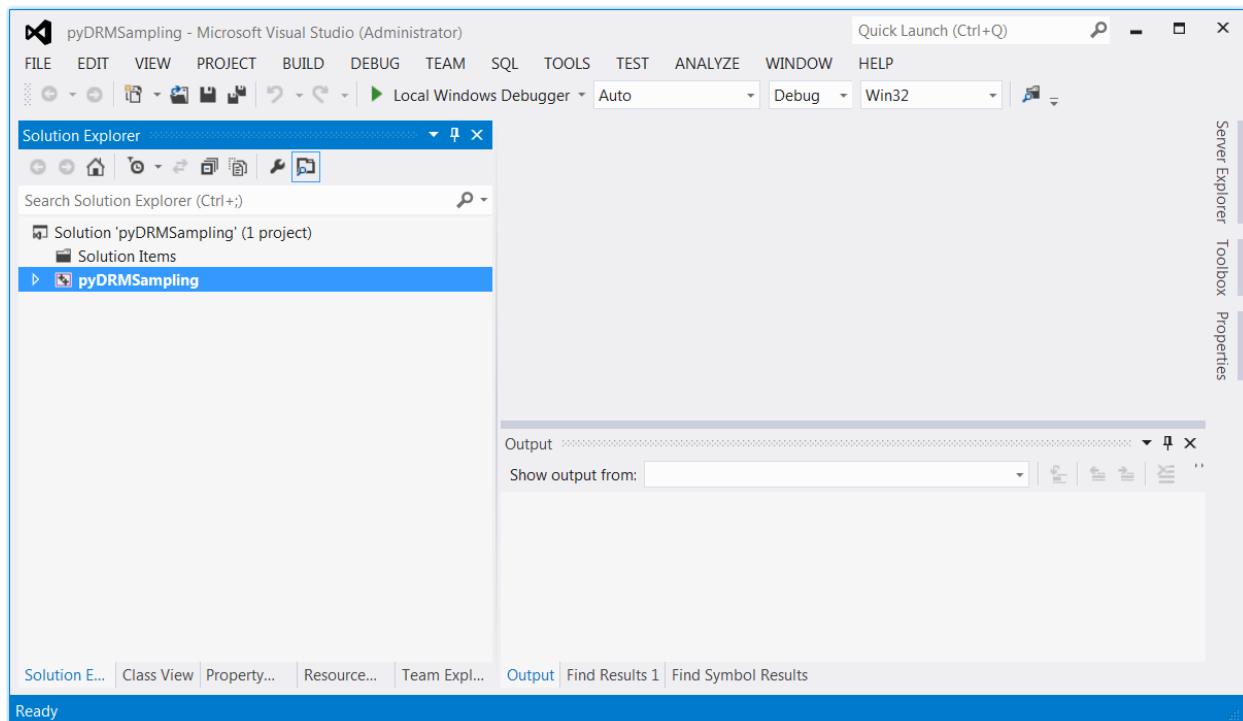 pyDRMSampling - Microsoft Visual Studio (Administrator) Quick Launch (Ctrl+Q)
FILE EDIT VIEW PROJECT BUILD DEBUG TEAM SQL TOOLS TEST ANALYZE WINDOW HELP
Local Windows Debugger Auto Debug Win32
Solution Explorer
Search Solution Explorer (Ctrl+;)
Solution 'pyDRMSampling' (1 project)
Solution Items
pyDRMSampling
Output
Show output from:
Solution E... Class View Property... Resource... Team Expl...
Output Find Results 1 Find Symbol Results
Server Explorer
Toolbox
Properties
Ready